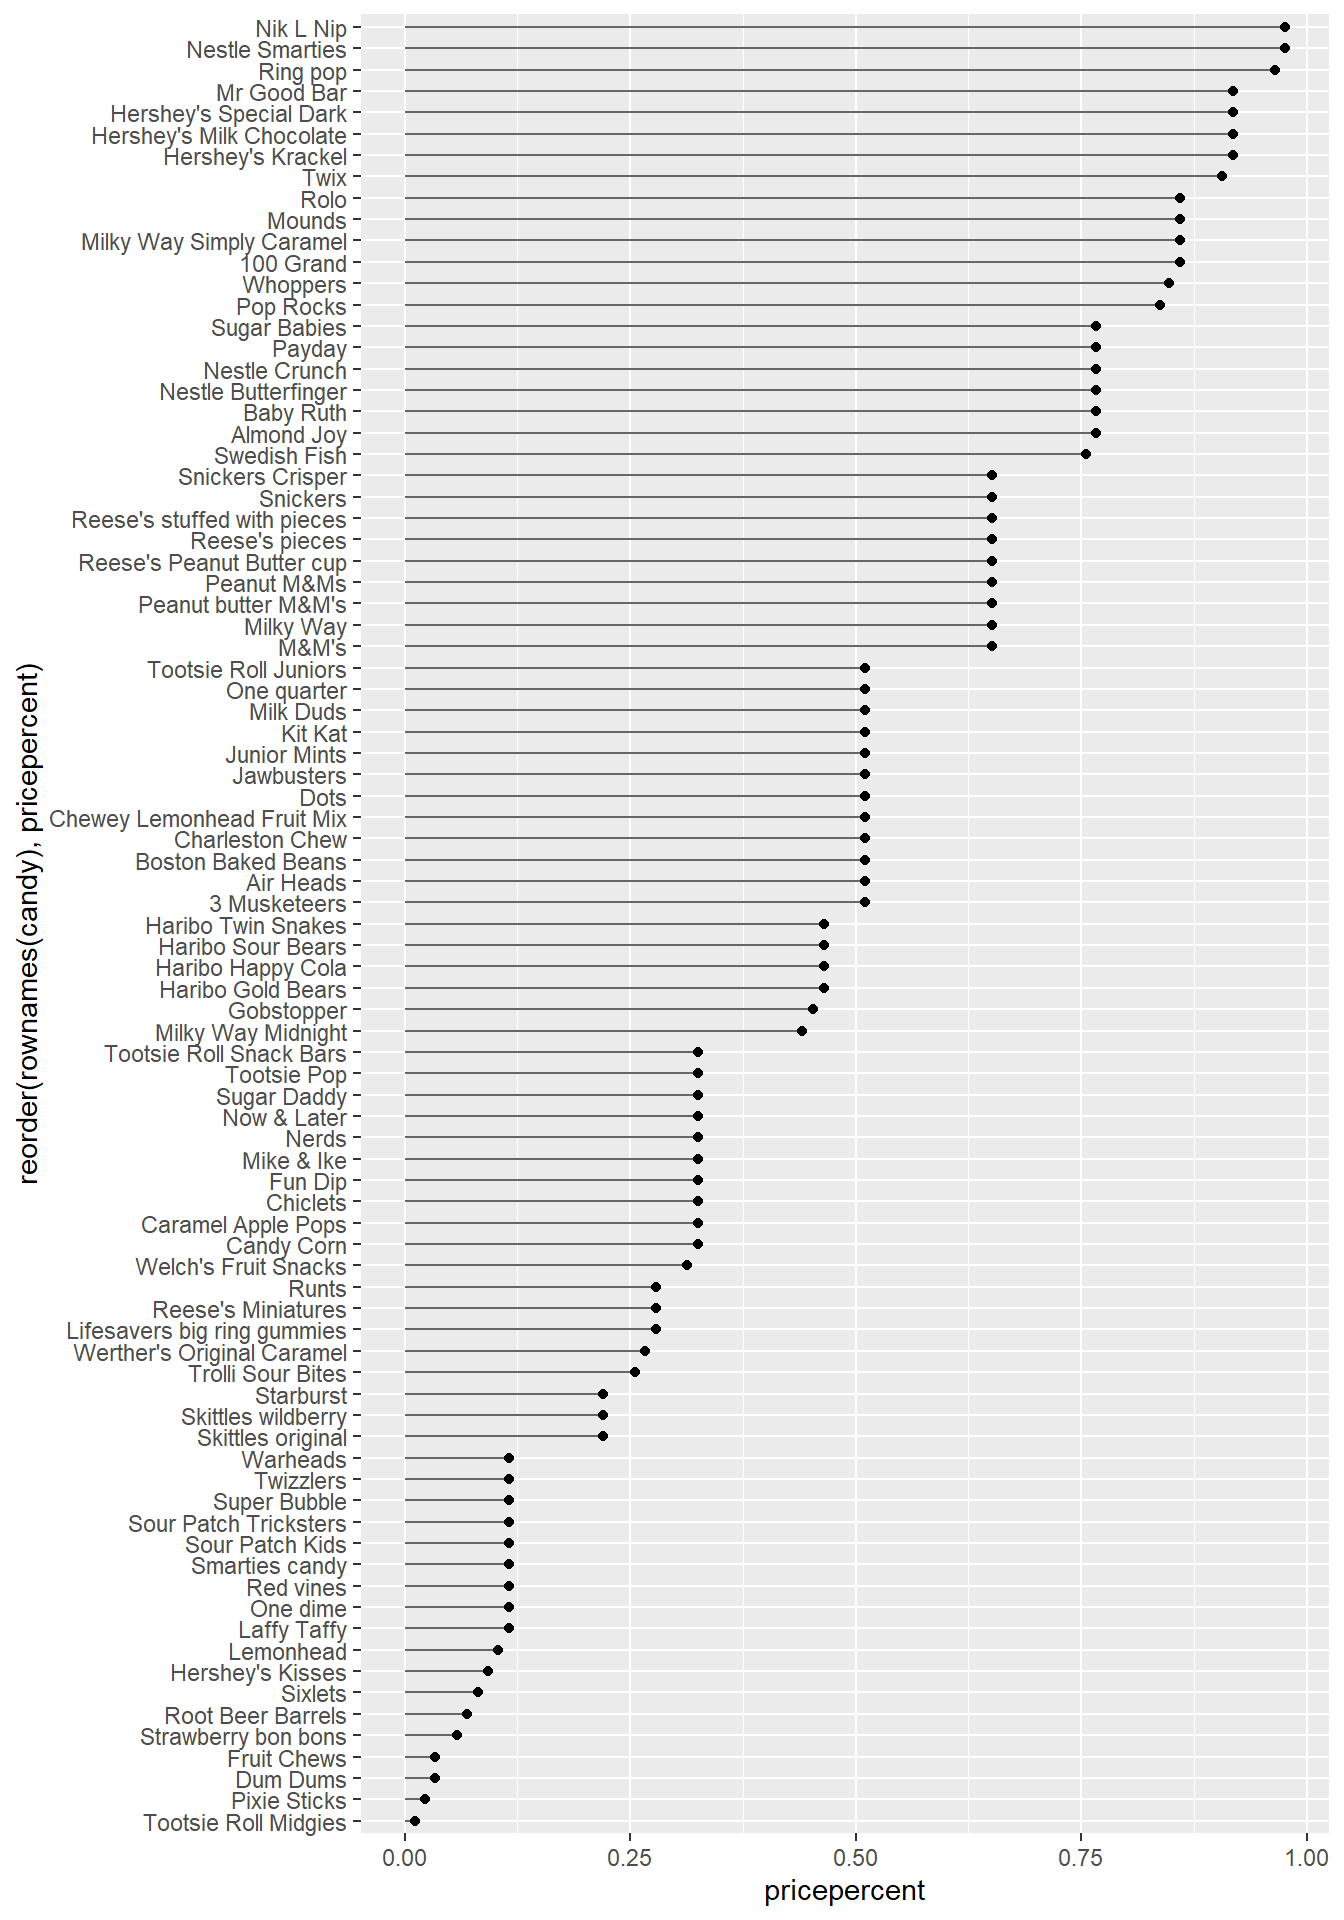 Nik L Nip
Nestle Smarties
Ring pop
Mr Good Bar
Hershey's Special Dark
Hershey's Milk Chocolate
Hershey's Krackel
Twix
Rolo
Mounds
Milky Way Simply Caramel
100 Grand
Whoppers
Pop Rocks
Sugar Babies
Payday
Nestle Crunch
Nestle Butterfinger
Baby Ruth
Almond Joy
Swedish Fish
Snickers Crisper
Snickers
Reese's stuffed with pieces
Reese's pieces
Reese's Peanut Butter cup
Peanut M&Ms
Peanut butter M&M's
Milky Way
M&M's
Tootsie Roll Juniors
One quarter
Milk Duds
Kit Kat
Junior Mints
Jawbusters
Dots
Chewey Lemonhead Fruit Mix
Charleston Chew
Boston Baked Beans
Air Heads
3 Musketeers
Haribo Twin Snakes
Haribo Sour Bears
Haribo Happy Cola
Haribo Gold Bears
Gobstopper
Milky Way Midnight
Tootsie Roll Snack Bars
Tootsie Pop
Sugar Daddy
Now & Later
Nerds
Mike & Ike
Fun Dip
Chiclets
Caramel Apple Pops
Candy Corn
Welch's Fruit Snacks
Runts
Reese's Miniatures
Lifesavers big ring gummies
Werther's Original Caramel
Trolli Sour Bites
Starburst
Skittles wildberry
Skittles original
Warheads
Twizzlers
Super Bubble
Sour Patch Tricksters
Sour Patch Kids
Smarties candy
Red vines
One dime
Laffy Taffy
Lemonhead
Hershey's Kisses
Sixlets
Root Beer Barrels
Strawberry bon bons
Fruit Chews
Dum Dums
Pixie Sticks
Tootsie Roll Midgies
reorder(rownames(candy), pricepercent)
0.00 0.25 0.50 0.75 1.00
pricepercent